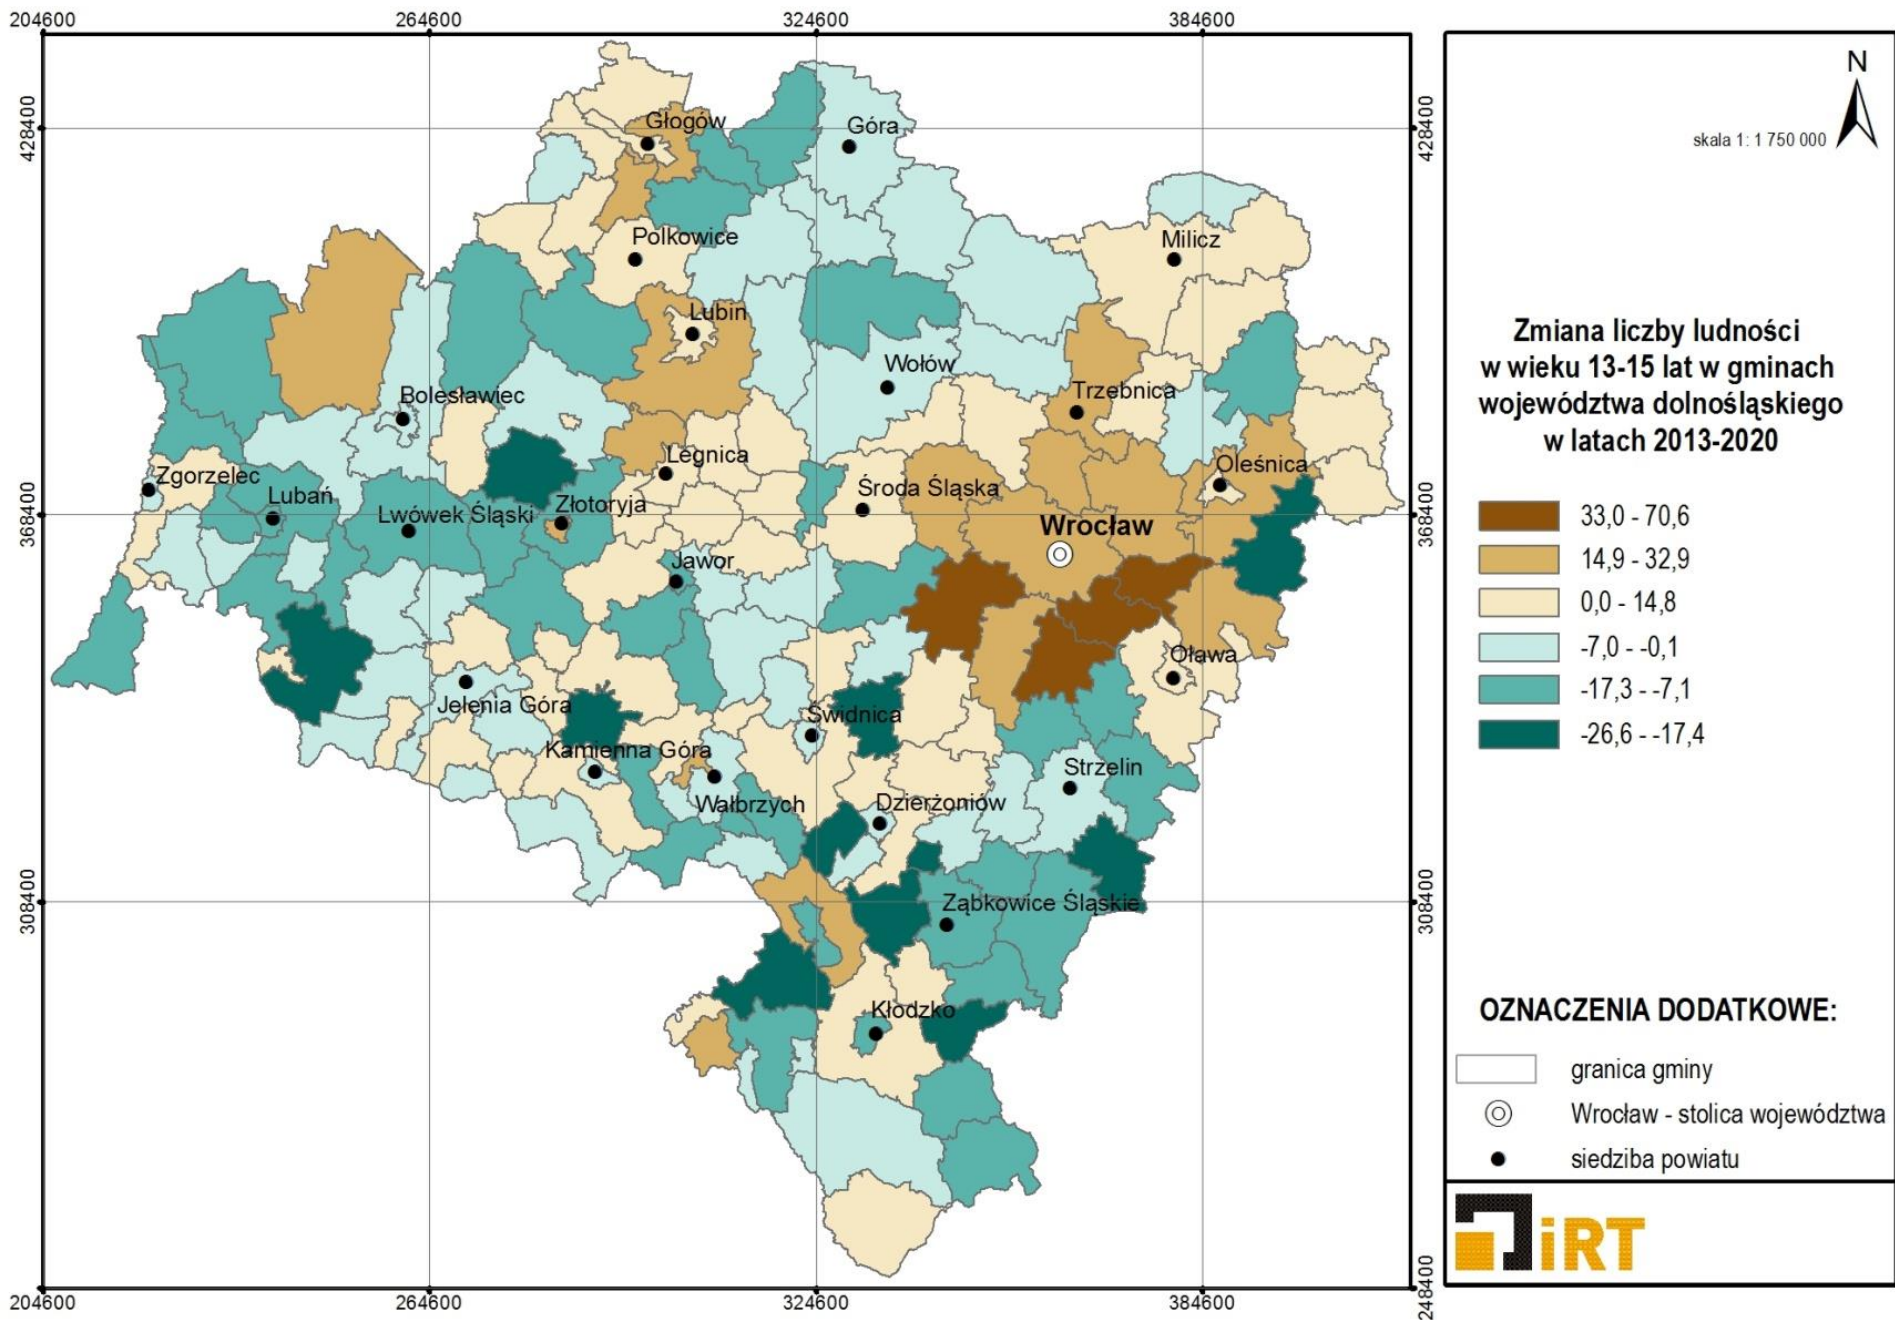 204600
264600
324600
384600
428400
428400
368400
368400
308400
308400
248400
204600
264600
324600
384600
Głogów
Góra
Polkowice
Milicz
Lubin
Wołów
Bolesławiec
Trzebnica
Legnica
Oleśnica
Zgorzelec
Lubań
Środa Śląska
Złotoryja
Lwówek Śląski
Wrocław
Jawor
Oława
Jelenia Góra
Świdnica
Kamienna Góra
Strzelin
Wałbrzych
Dzierżoniów
Ząbkowice Śląskie
Kłodzko
N
skala 1: 1 750 000
Zmiana liczby ludności
w wieku 13-15 lat w gminach
województwa dolnośląskiego
w latach 2013-2020
33,0 - 70,6
14,9 - 32,9
0,0 - 14,8
-7,0 - -0,1
-17,3 - -7,1
-26,6 - -17,4
OZNACZENIA DODATKOWE:
granica gminy
Wrocław - stolica województwa
siedziba powiatu
iRT